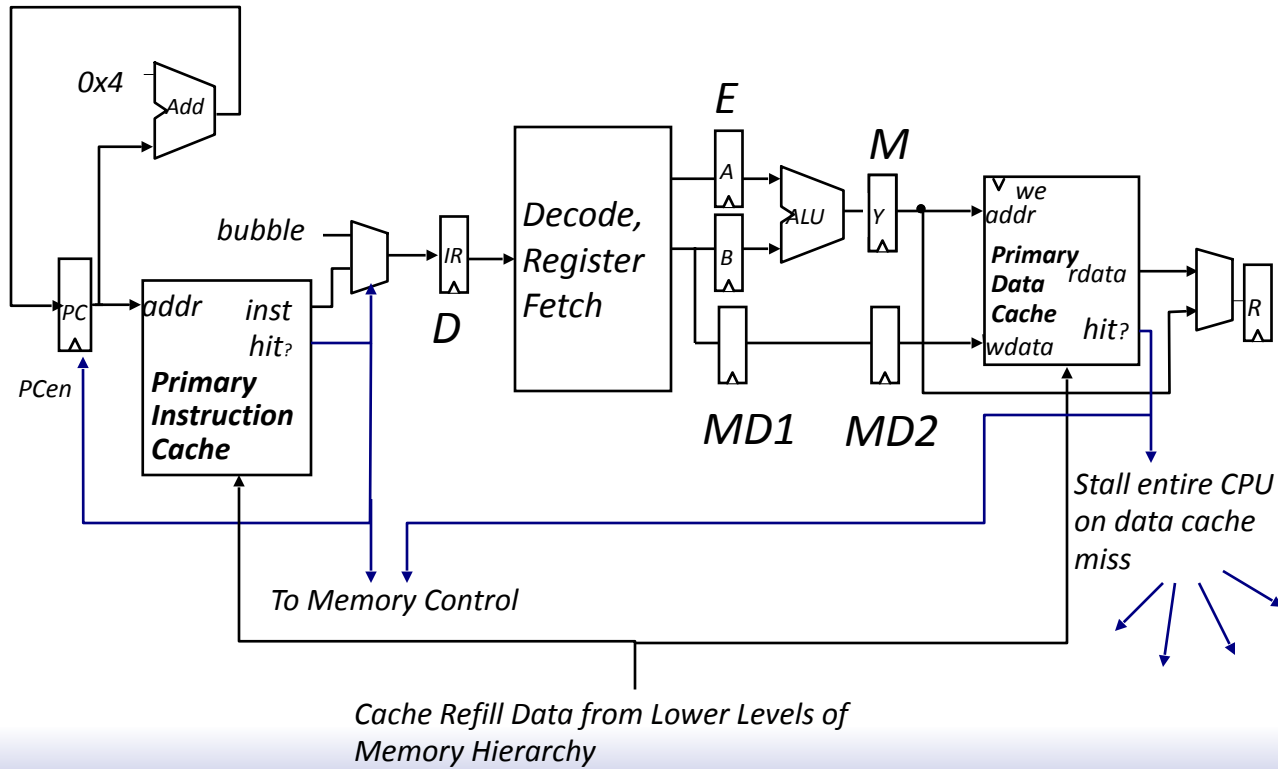 0x4
Add
E
M
bubble
Decode,
Register
Fetch
A
B
ALU
Y
we
addr
Primary
Data
Cache
rdata
hit?
wdata
R
PC
addr
inst
hit?
IR
D
PCen
Primary
Instruction
Cache
MD1
MD2
Stall entire CPU
on data cache
miss
To Memory Control
Cache Refill Data from Lower Levels of
Memory Hierarchy